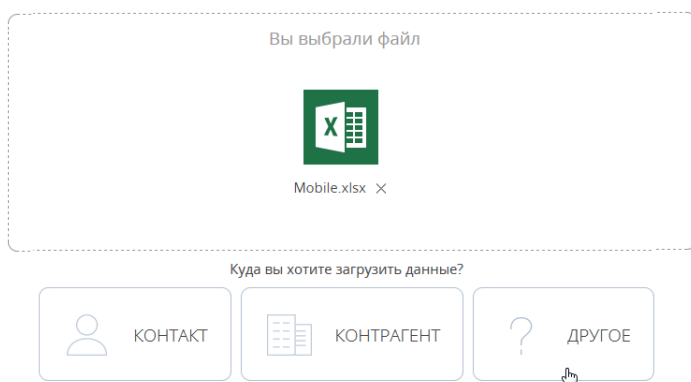 Вы выбрали файл
X
Mobile.xlsx
Куда вы хотите загрузить данные?
КОНТАКТ КОНТРАГЕНТ ДРУГОЕ